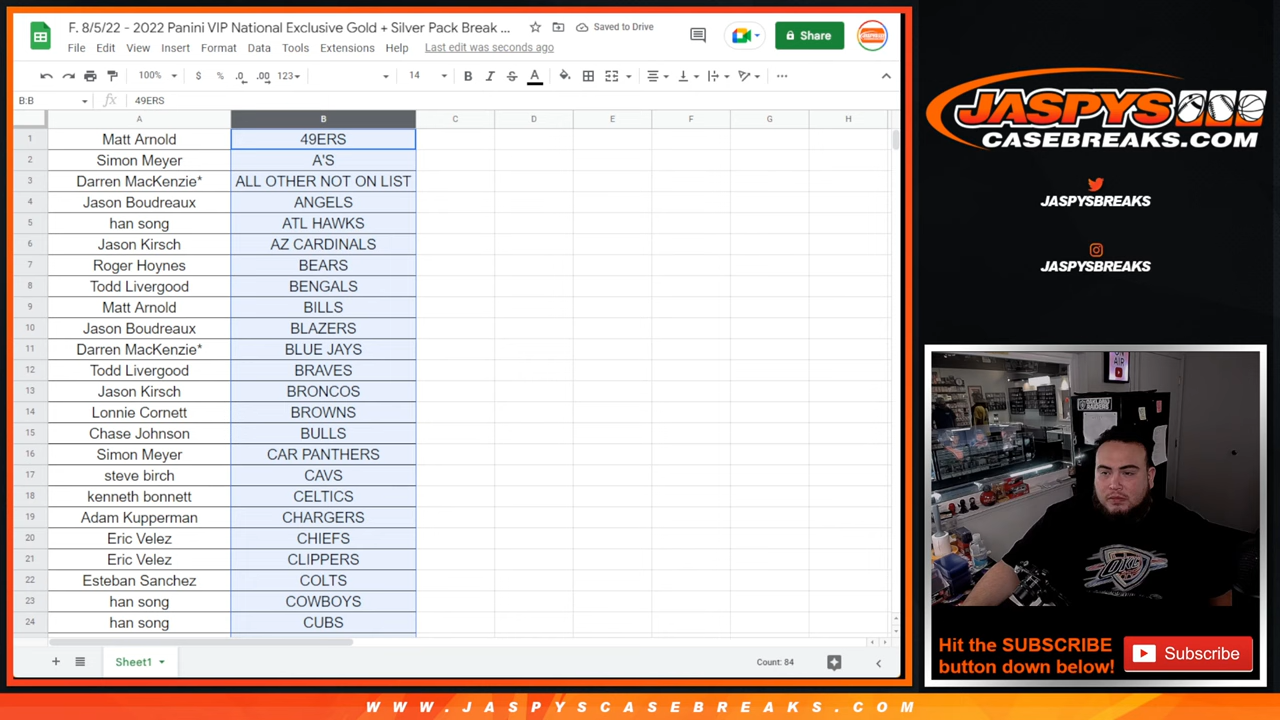 F. 8/5/22 - 2022 Panini VIP National Exclusive Gold + Silver Pack Break ...
Saved to Drive
Share
File Edit View Insert Format Data Tools Extensions Help Last edit was seconds ago
100% $ % .0 .00 123 14 B I S A
B:B fx 49ERS
A B C D E F G H
1 Matt Arnold 49ERS
2 Simon Meyer A'S
3 Darren MacKenzie* ALL OTHER NOT ON LIST
4 Jason Boudreaux ANGELS
5 han song ATL HAWKS
6 Jason Kirsch AZ CARDINALS
7 Roger Hoynes BEARS
8 Todd Livergood BENGALS
9 Matt Arnold BILLS
10 Jason Boudreaux BLAZERS
11 Darren MacKenzie* BLUE JAYS
12 Todd Livergood BRAVES
13 Jason Kirsch BRONCOS
14 Lonnie Cornett BROWNS
15 Chase Johnson BULLS
16 Simon Meyer CAR PANTHERS
17 steve birch CAVS
18 kenneth bonnett CELTICS
19 Adam Kupperman CHARGERS
20 Eric Velez CHIEFS
21 Eric Velez CLIPPERS
22 Esteban Sanchez COLTS
23 han song COWBOYS
24 han song CUBS
Sheet1
Count: 84
JASPYS
CASEBREAKS.COM
JASPYSBREAKS
JASPYSBREAKS
ON
AIR
OKC
Hit the SUBSCRIBE
button down below!
Subscribe
WWW.JASPYSCASEBREAKS.COM